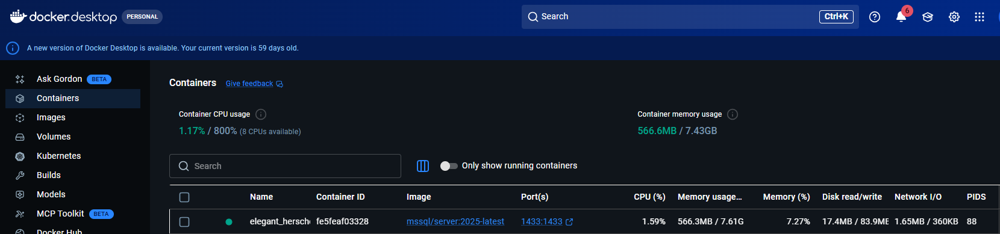 docker.desktop PERSONAL Search Ctrl+K 6
A new version of Docker Desktop is available. Your current version is 59 days old.
Ask Gordon BETA
Containers
Images
Volumes
Kubernetes
Builds
Models
MCP Toolkit BETA
Docker Hub
Containers Give feedback
Container CPU usage
1.17% / 800% (8 CPUs available)
Container memory usage
566.6MB / 7.43GB
Search Only show running containers
Name Container ID Image Port(s) CPU (%) Memory usage... Memory (%) Disk read/write Network I/O PIDS
elegant_hersch fe5feaf03328 mssql/server:2025-latest 1433:1433 1.59% 566.3MB / 7.61G 7.27% 17.4MB / 83.9MB 1.65MB / 360KB 88